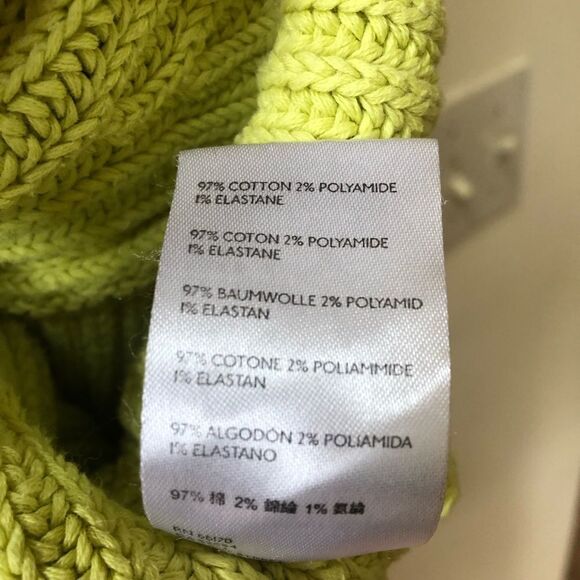 97% COTTON 2% POLYAMIDE
1% ELASTANE
97% COTON 2% POLYAMIDE
1% ELASTANE
97% BAUMWOLLE 2% POLYAMID
1% ELASTAN
97% COTONE 2% POLIAMMIDE
1% ELASTAN
97% ALGODÓN 2% POLIAMIDA
1% ELASTANO
97% 棉 2% 錦綸 1% 氨綸
RN 66170